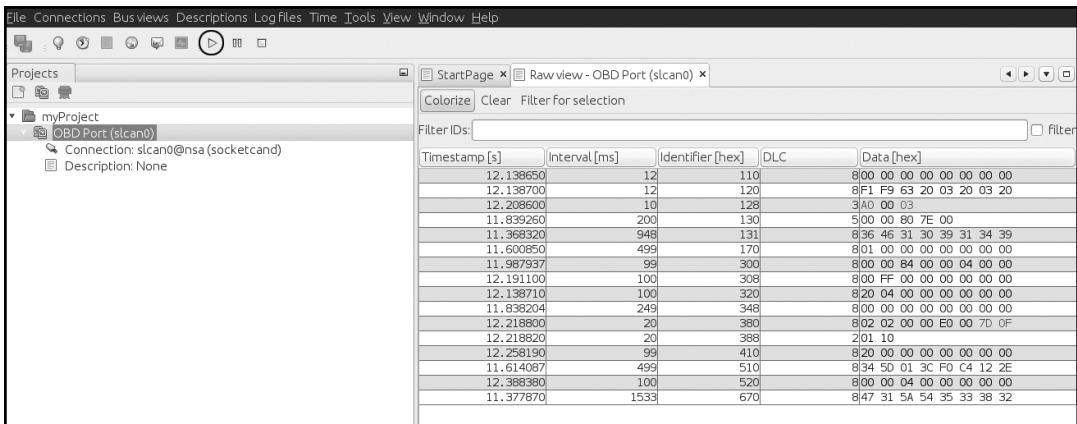 File Connections Bus views Descriptions Log files Time Tools View Window Help
Projects
StartPage × Raw view - OBD Port (slcan0) ×
Colorize Clear Filter for selection
Filter IDs: filter
myProject
OBD Port (slcan0)
Connection: slcan0@nsa (socketcand)
Description: None
Timestamp [s] Interval [ms] Identifier [hex] DLC Data [hex]
12.138650 12 110 8 00 00 00 00 00 00 00 00
12.138700 12 120 8 F1 F9 63 20 03 20 03 20
12.208600 10 128 3 A0 00 03
11.839260 200 130 5 00 00 80 7E 00
11.368320 948 131 8 36 46 31 30 39 31 34 39
11.600850 499 170 8 01 00 00 00 00 00 00 00
11.987937 99 300 8 00 00 84 00 00 04 00 00
12.191100 100 308 8 00 FF 00 00 00 00 00 00
12.138710 100 320 8 20 04 00 00 00 00 00 00
11.838204 249 348 8 00 00 00 00 00 00 00 00
12.218800 20 380 8 02 02 00 00 E0 00 7D 0F
12.218820 20 388 2 01 10
12.258190 99 410 8 20 00 00 00 00 00 00 00
11.614087 499 510 8 34 5D 01 3C F0 C4 12 2E
12.388380 100 520 8 00 00 04 00 00 00 00 00
11.377870 1533 670 8 47 31 5A 54 35 33 38 32